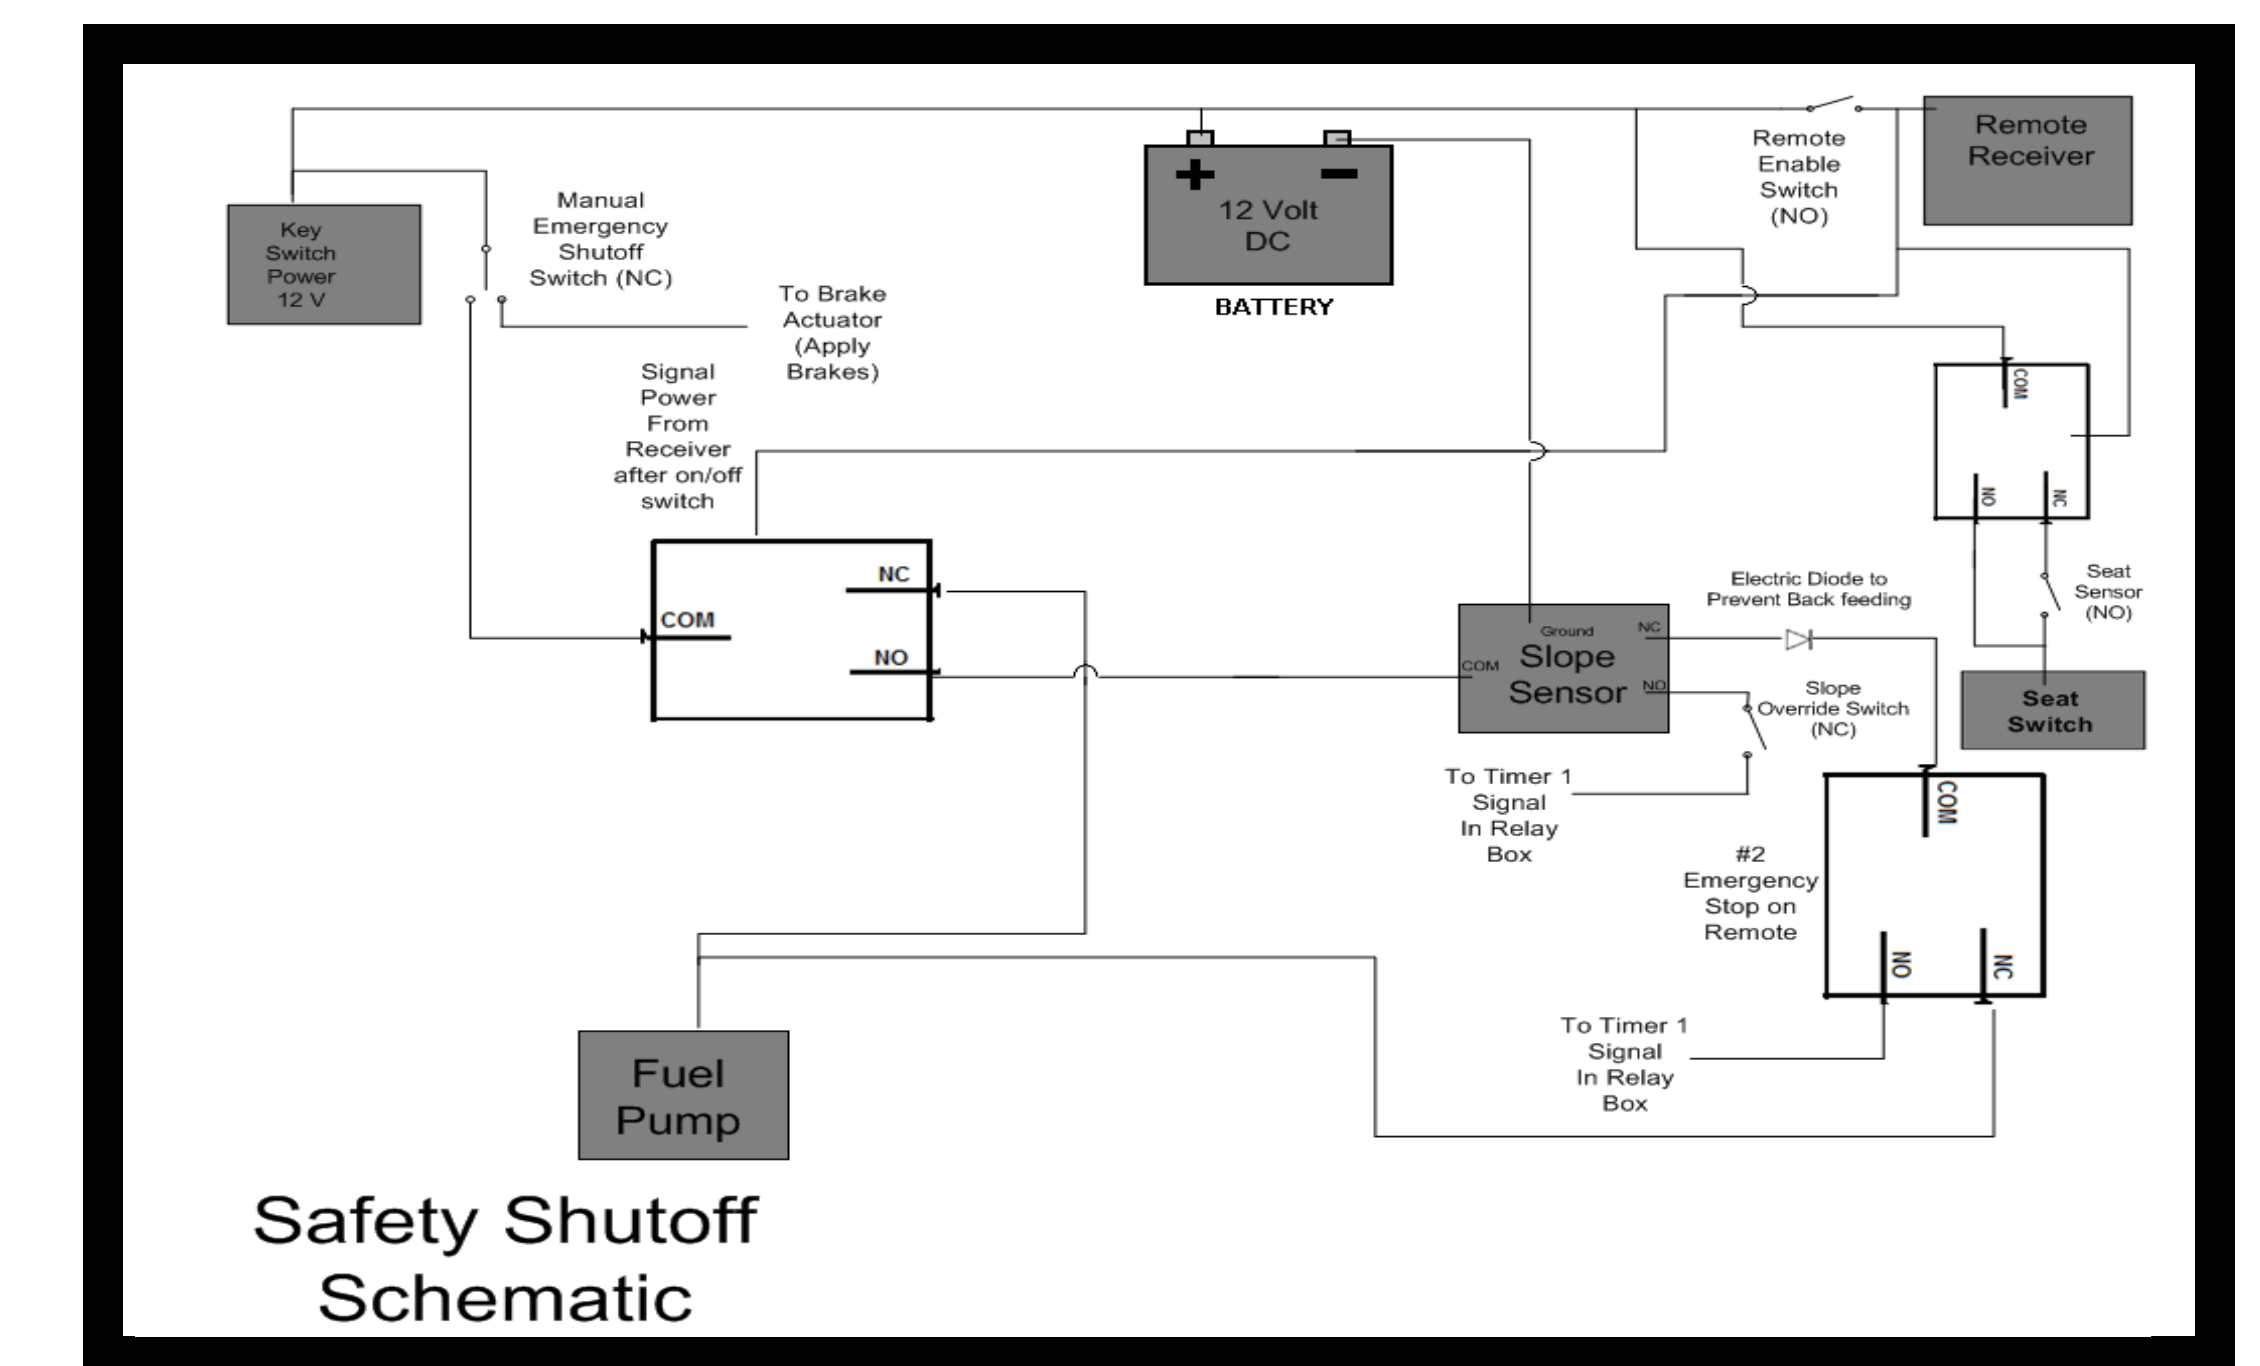 Remote
Receiver
Remote
Enable
Switch
(NO)
+
−
12 Volt
DC
BATTERY
Key
Switch
Power
12 V
Manual
Emergency
Shutoff
Switch (NC)
To Brake
Actuator
(Apply
Brakes)
Signal
Power
From
Receiver
after on/off
switch
COM
NO
NC
NC
COM
NO
Electric Diode to
Prevent Back feeding
Seat
Sensor
(NO)
Ground
NC
COM
Slope
Sensor
NO
Slope
Override Switch
(NC)
Seat
Switch
To Timer 1
Signal
In Relay
Box
COM
#2
Emergency
Stop on
Remote
NO
NC
To Timer 1
Signal
In Relay
Box
Fuel
Pump
Safety Shutoff
Schematic